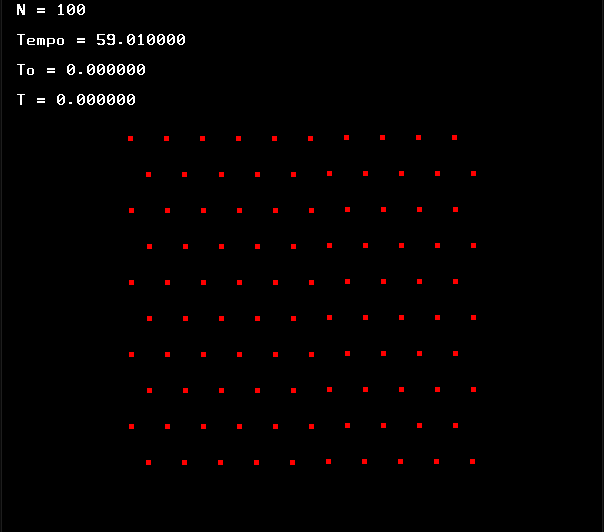 N = 100
Tempo = 59.010000
To = 0.000000
T = 0.000000